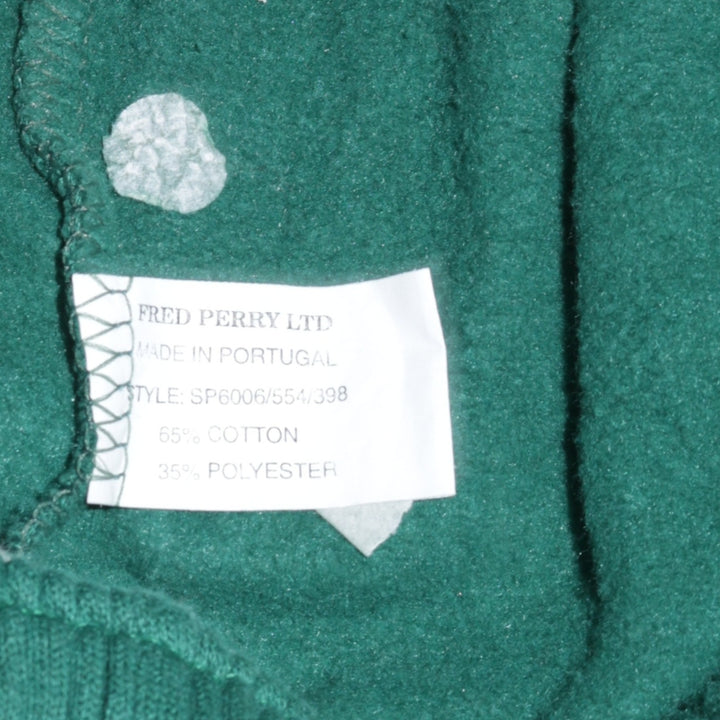 FRED PERRY LTD
MADE IN PORTUGAL
STYLE: SP6006/554/398
65% COTTON
35% POLYESTER